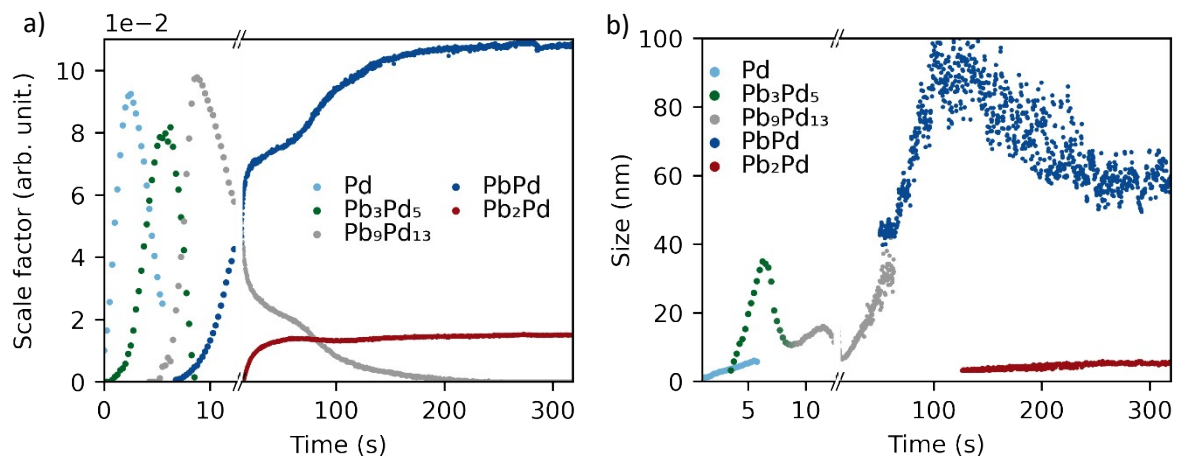 a)
1e−2
Scale factor (arb. unit.)
10
8
6
4
2
0
Pd
Pb₃Pd₅
Pb₉Pd₁₃
PbPd
Pb₂Pd
0
10
100
200
300
Time (s)
b)
Size (nm)
100
80
60
40
20
0
Pd
Pb₃Pd₅
Pb₉Pd₁₃
PbPd
Pb₂Pd
5
10
100
200
300
Time (s)